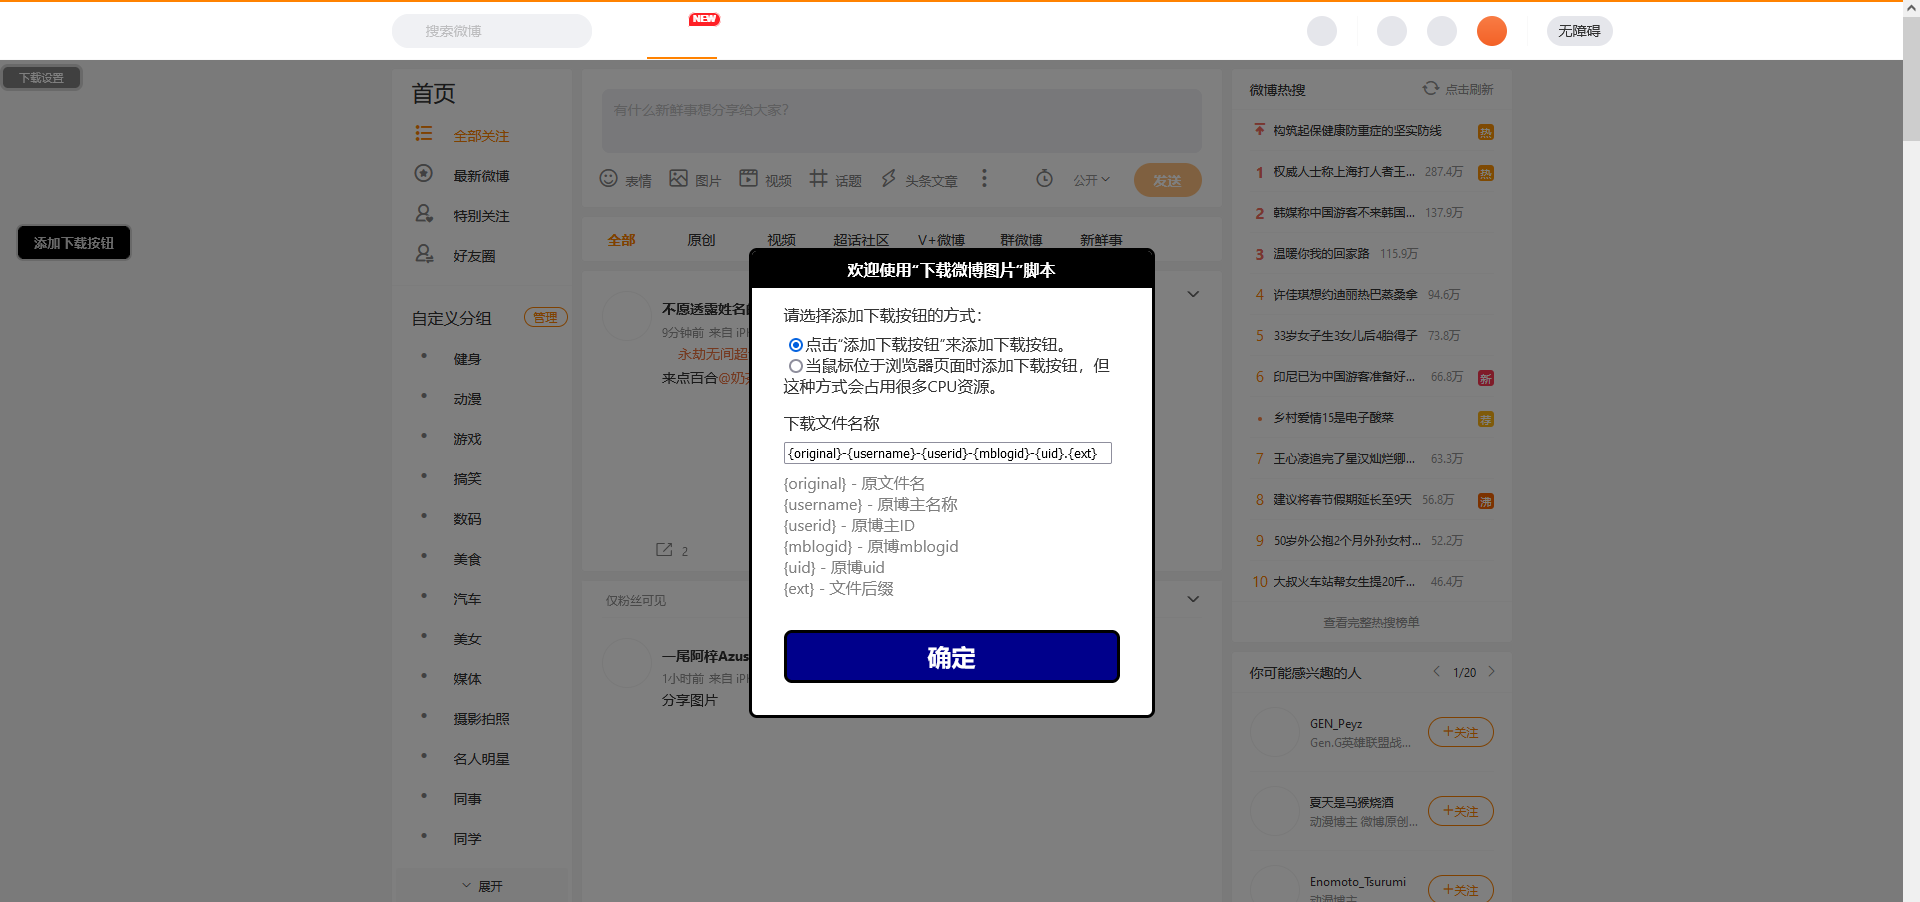 搜索微博
NEW
无障碍
下载设置
添加下载按钮
首页
全部关注
最新微博
特别关注
好友圈
自定义分组
管理
健身
动漫
游戏
搞笑
数码
美食
汽车
美女
媒体
摄影拍照
名人明星
同事
同学
展开
有什么新鲜事想分享给大家?
表情 图片 视频 话题 头条文章 公开 发送
全部 原创 视频 超话社区 V+微博 群微博 新鲜事
不愿透露姓名
9分钟前 来自 iP
永劫无间超
来点百合@奶
2
仅粉丝可见
一尾阿梓Azus
1小时前 来自 iP
分享图片
欢迎使用“下载微博图片”脚本
请选择添加下载按钮的方式：
点击“添加下载按钮“来添加下载按钮。
当鼠标位于浏览器页面时添加下载按钮，但
这种方式会占用很多CPU资源。
下载文件名称
{original}-{username}-{userid}-{mblogid}-{uid}.{ext}
{original} - 原文件名
{username} - 原博主名称
{userid} - 原博主ID
{mblogid} - 原博mblogid
{uid} - 原博uid
{ext} - 文件后缀
确定
微博热搜 点击刷新
构筑起保健康防重症的坚实防线 热
1 权威人士称上海打人者王... 287.4万 热
2 韩媒称中国游客不来韩国... 137.9万
3 温暖你我的回家路 115.9万
4 许佳琪想约迪丽热巴蒸桑拿 94.6万
5 33岁女子生3女儿后4胎得子 73.8万
6 印尼已为中国游客准备好... 66.8万 新
• 乡村爱情15是电子酸菜 荐
7 王心凌追完了星汉灿烂卿... 63.3万
8 建议将春节假期延长至9天 56.8万 沸
9 50岁外公抱2个月外孙女村... 52.2万
10 大叔火车站帮女生提20斤... 46.4万
查看完整热搜榜单
你可能感兴趣的人 1/20
GEN_Peyz
Gen.G英雄联盟战...
+关注
夏天是马猴烧酒
动漫博主 微博原创...
+关注
Enomoto_Tsurumi
动漫博主
+关注